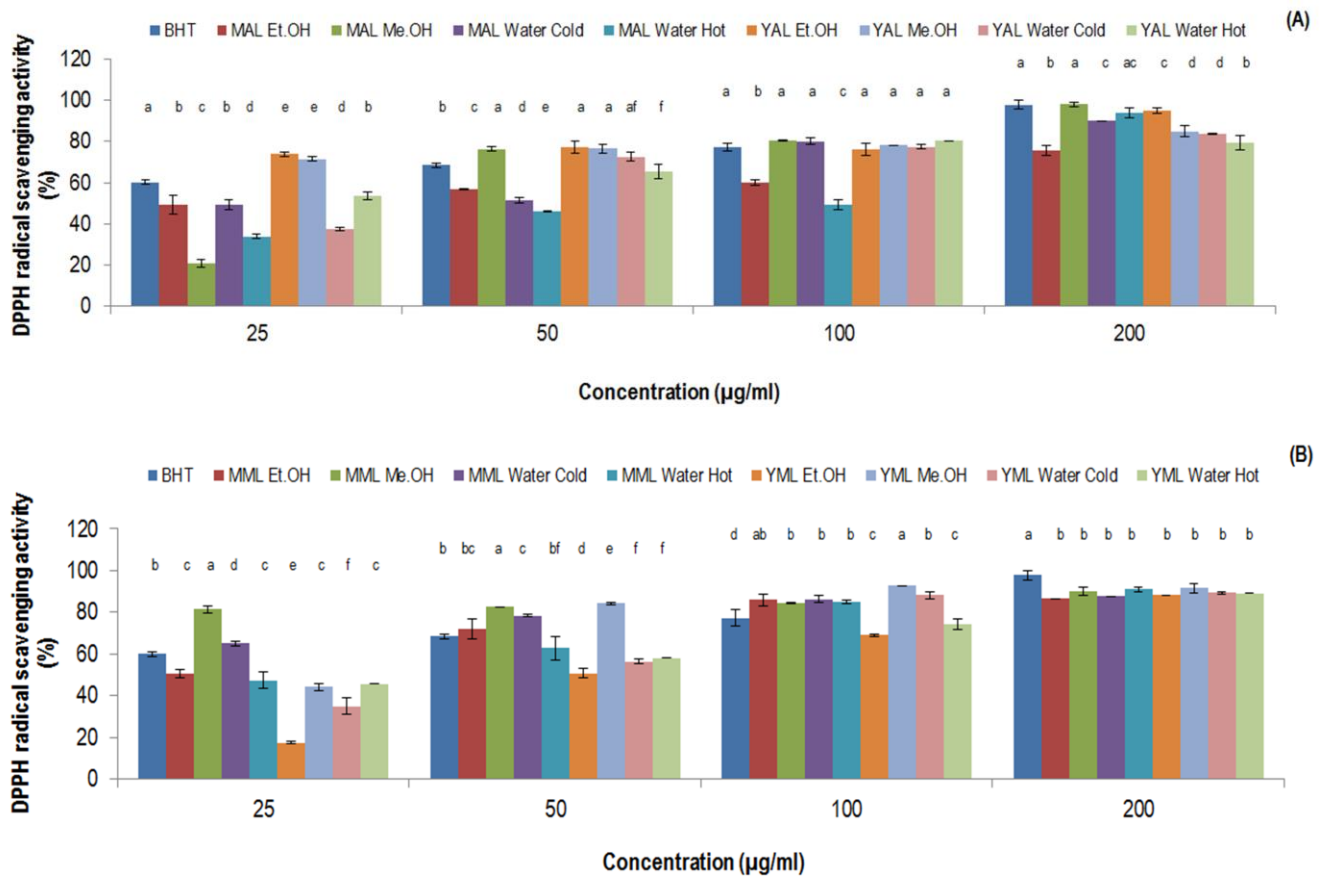 (A)
BHT MAL Et.OH MAL Me.OH MAL Water Cold MAL Water Hot YAL Et.OH YAL Me.OH YAL Water Cold YAL Water Hot
DPPH radical scavenging activity
(%)
120
100
80
60
40
20
0
a b c b d e e d b
b c a d e a a af f
a b a a c a a a a
a b a c ac c d d b
25 50 100 200
Concentration (µg/ml)
(B)
BHT MML Et.OH MML Me.OH MML Water Cold MML Water Hot YML Et.OH YML Me.OH YML Water Cold YML Water Hot
DPPH radical scavenging activity
(%)
120
100
80
60
40
20
0
b c a d c e c f c
b bc a c bf d e f f
d ab b b b c a b c
a b b b b b b b b
25 50 100 200
Concentration (µg/ml)